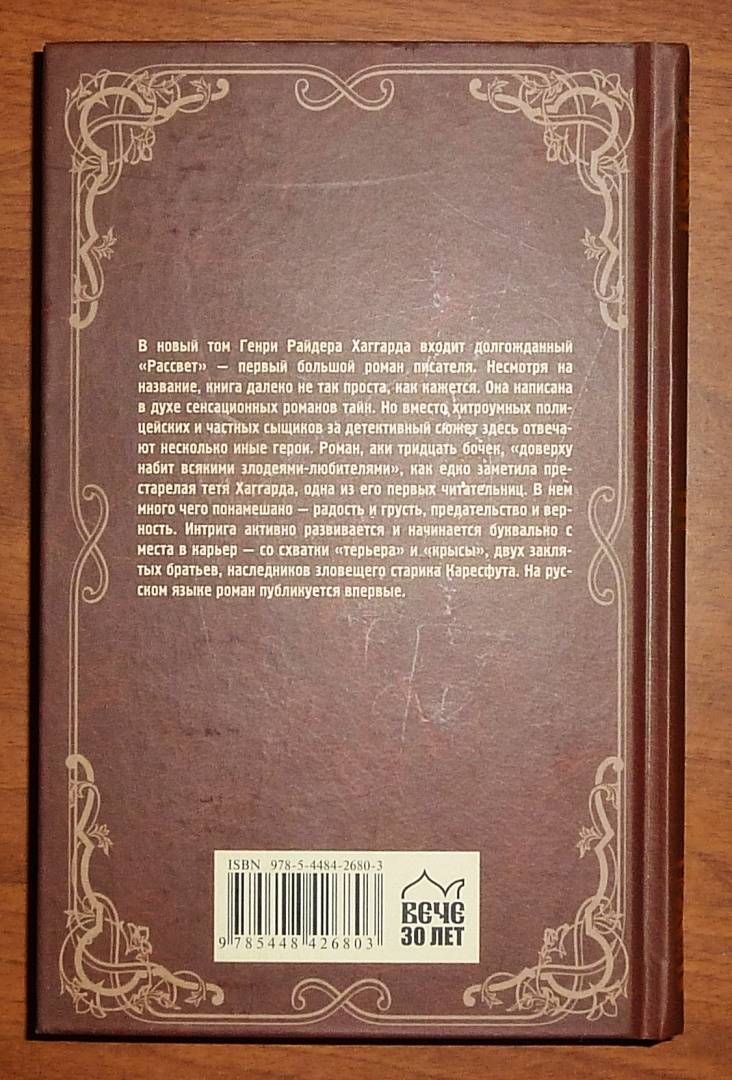 В новый том Генри Райдера Хаггарда входит долгожданный
«Рассвет» — первый большой роман писателя. Несмотря на
название, книга далеко не так проста, как кажется. Она написана
в духе сенсационных романов тайн. Но вместо хитроумных поли-
цейских и частных сыщиков за детективный сюжет здесь отвеча-
ют несколько иные герои. Роман, аки тридцать бочек, «доверху
набит всякими злодеями-любителями», как едко заметила пре-
старелая тетя Хаггарда, одна из его первых читательниц. В нем
много чего понамешано — радость и грусть, предательство и вер-
ность. Интрига активно развивается и начинается буквально с
места в карьер — со схватки «терьера» и «крысы», двух закля-
тых братьев, наследников зловещего старика Каресфута. На рус-
ском языке роман публикуется впервые.
ISBN 978-5-4484-2680-3
9 785448 426803
ВЕЧЕ
30 ЛЕТ